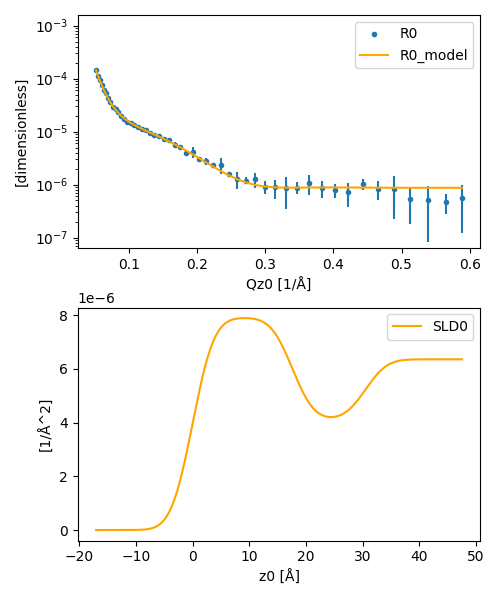 10⁻³
10⁻⁴
10⁻⁵
10⁻⁶
10⁻⁷
[dimensionless]
R0
R0_model
0.1 0.2 0.3 0.4 0.5 0.6
Qz0 [1/Å]
1e−6
8
6
4
2
0
[1/Å^2]
SLD0
−20 −10 0 10 20 30 40 50
z0 [Å]